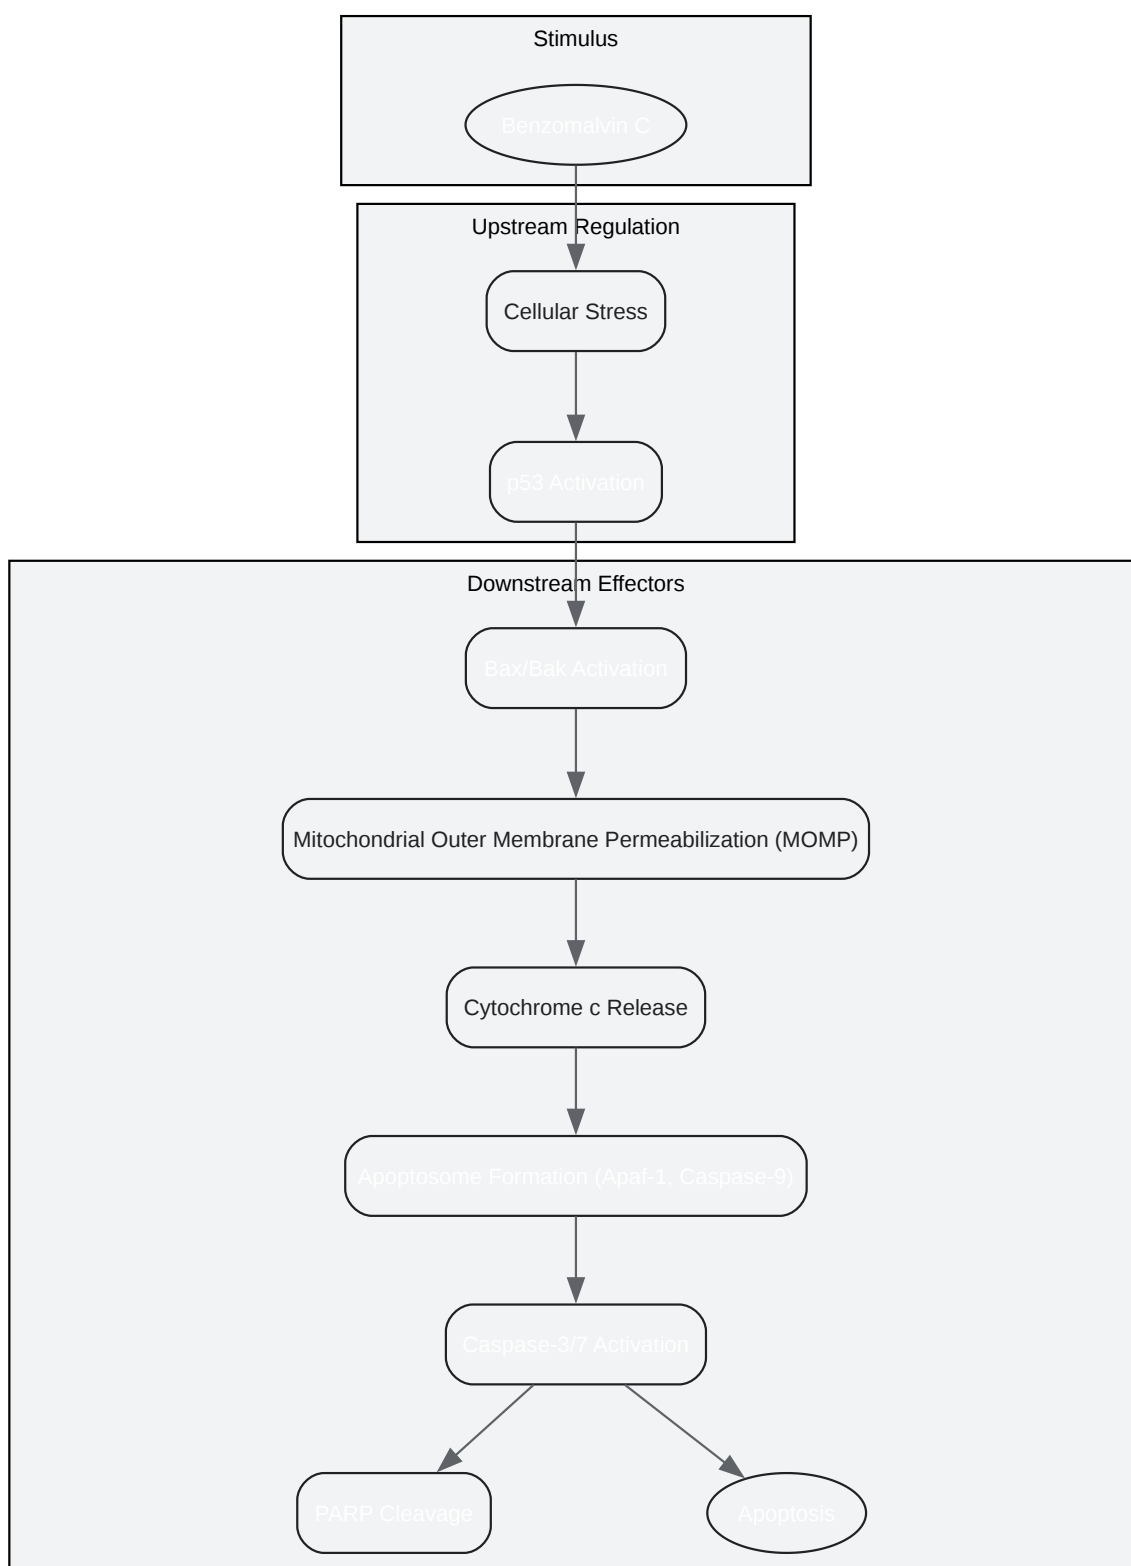 Stimulus
Benzomalvin C
Upstream Regulation
Cellular Stress
p53 Activation
Downstream Effectors
Bax/Bak Activation
Mitochondrial Outer Membrane Permeabilization (MOMP)
Cytochrome c Release
Apoptosome Formation (Apaf-1, Caspase-9)
Caspase-3/7 Activation
PARP Cleavage
Apoptosis